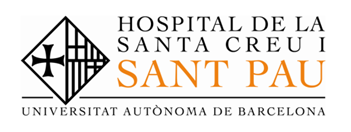 HOSPITAL DE LA
SANTA CREU I
SANT PAU
UNIVERSITAT AUTÒNOMA DE BARCELONA